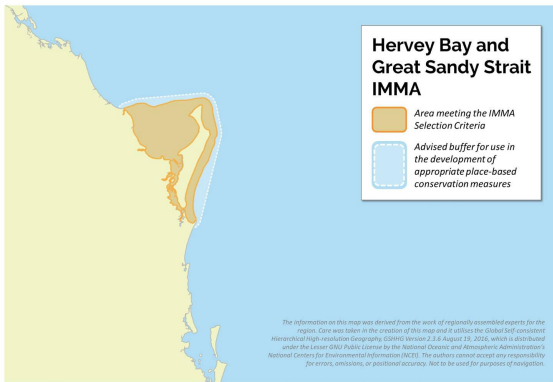 Hervey Bay and
Great Sandy Strait
IMMA
Area meeting the IMMA
Selection Criteria
Advised buffer for use in
the development of
appropriate place-based
conservation measures
The information on this map was derived from the work of regionally assembled experts for the
region. Care was taken in the creation of this map and it utilises the Global Self-consistent
Hierarchical High-resolution Geography, GSHHG Version 2.3.6 August 19, 2016, which is distributed
under the Lesser GNU Public License by the National Oceanic and Atmospheric Administration's
National Centers for Environmental Information (NCEI). The authors cannot accept any responsibility
for errors, omissions, or positional accuracy. Not to be used for purposes of navigation.